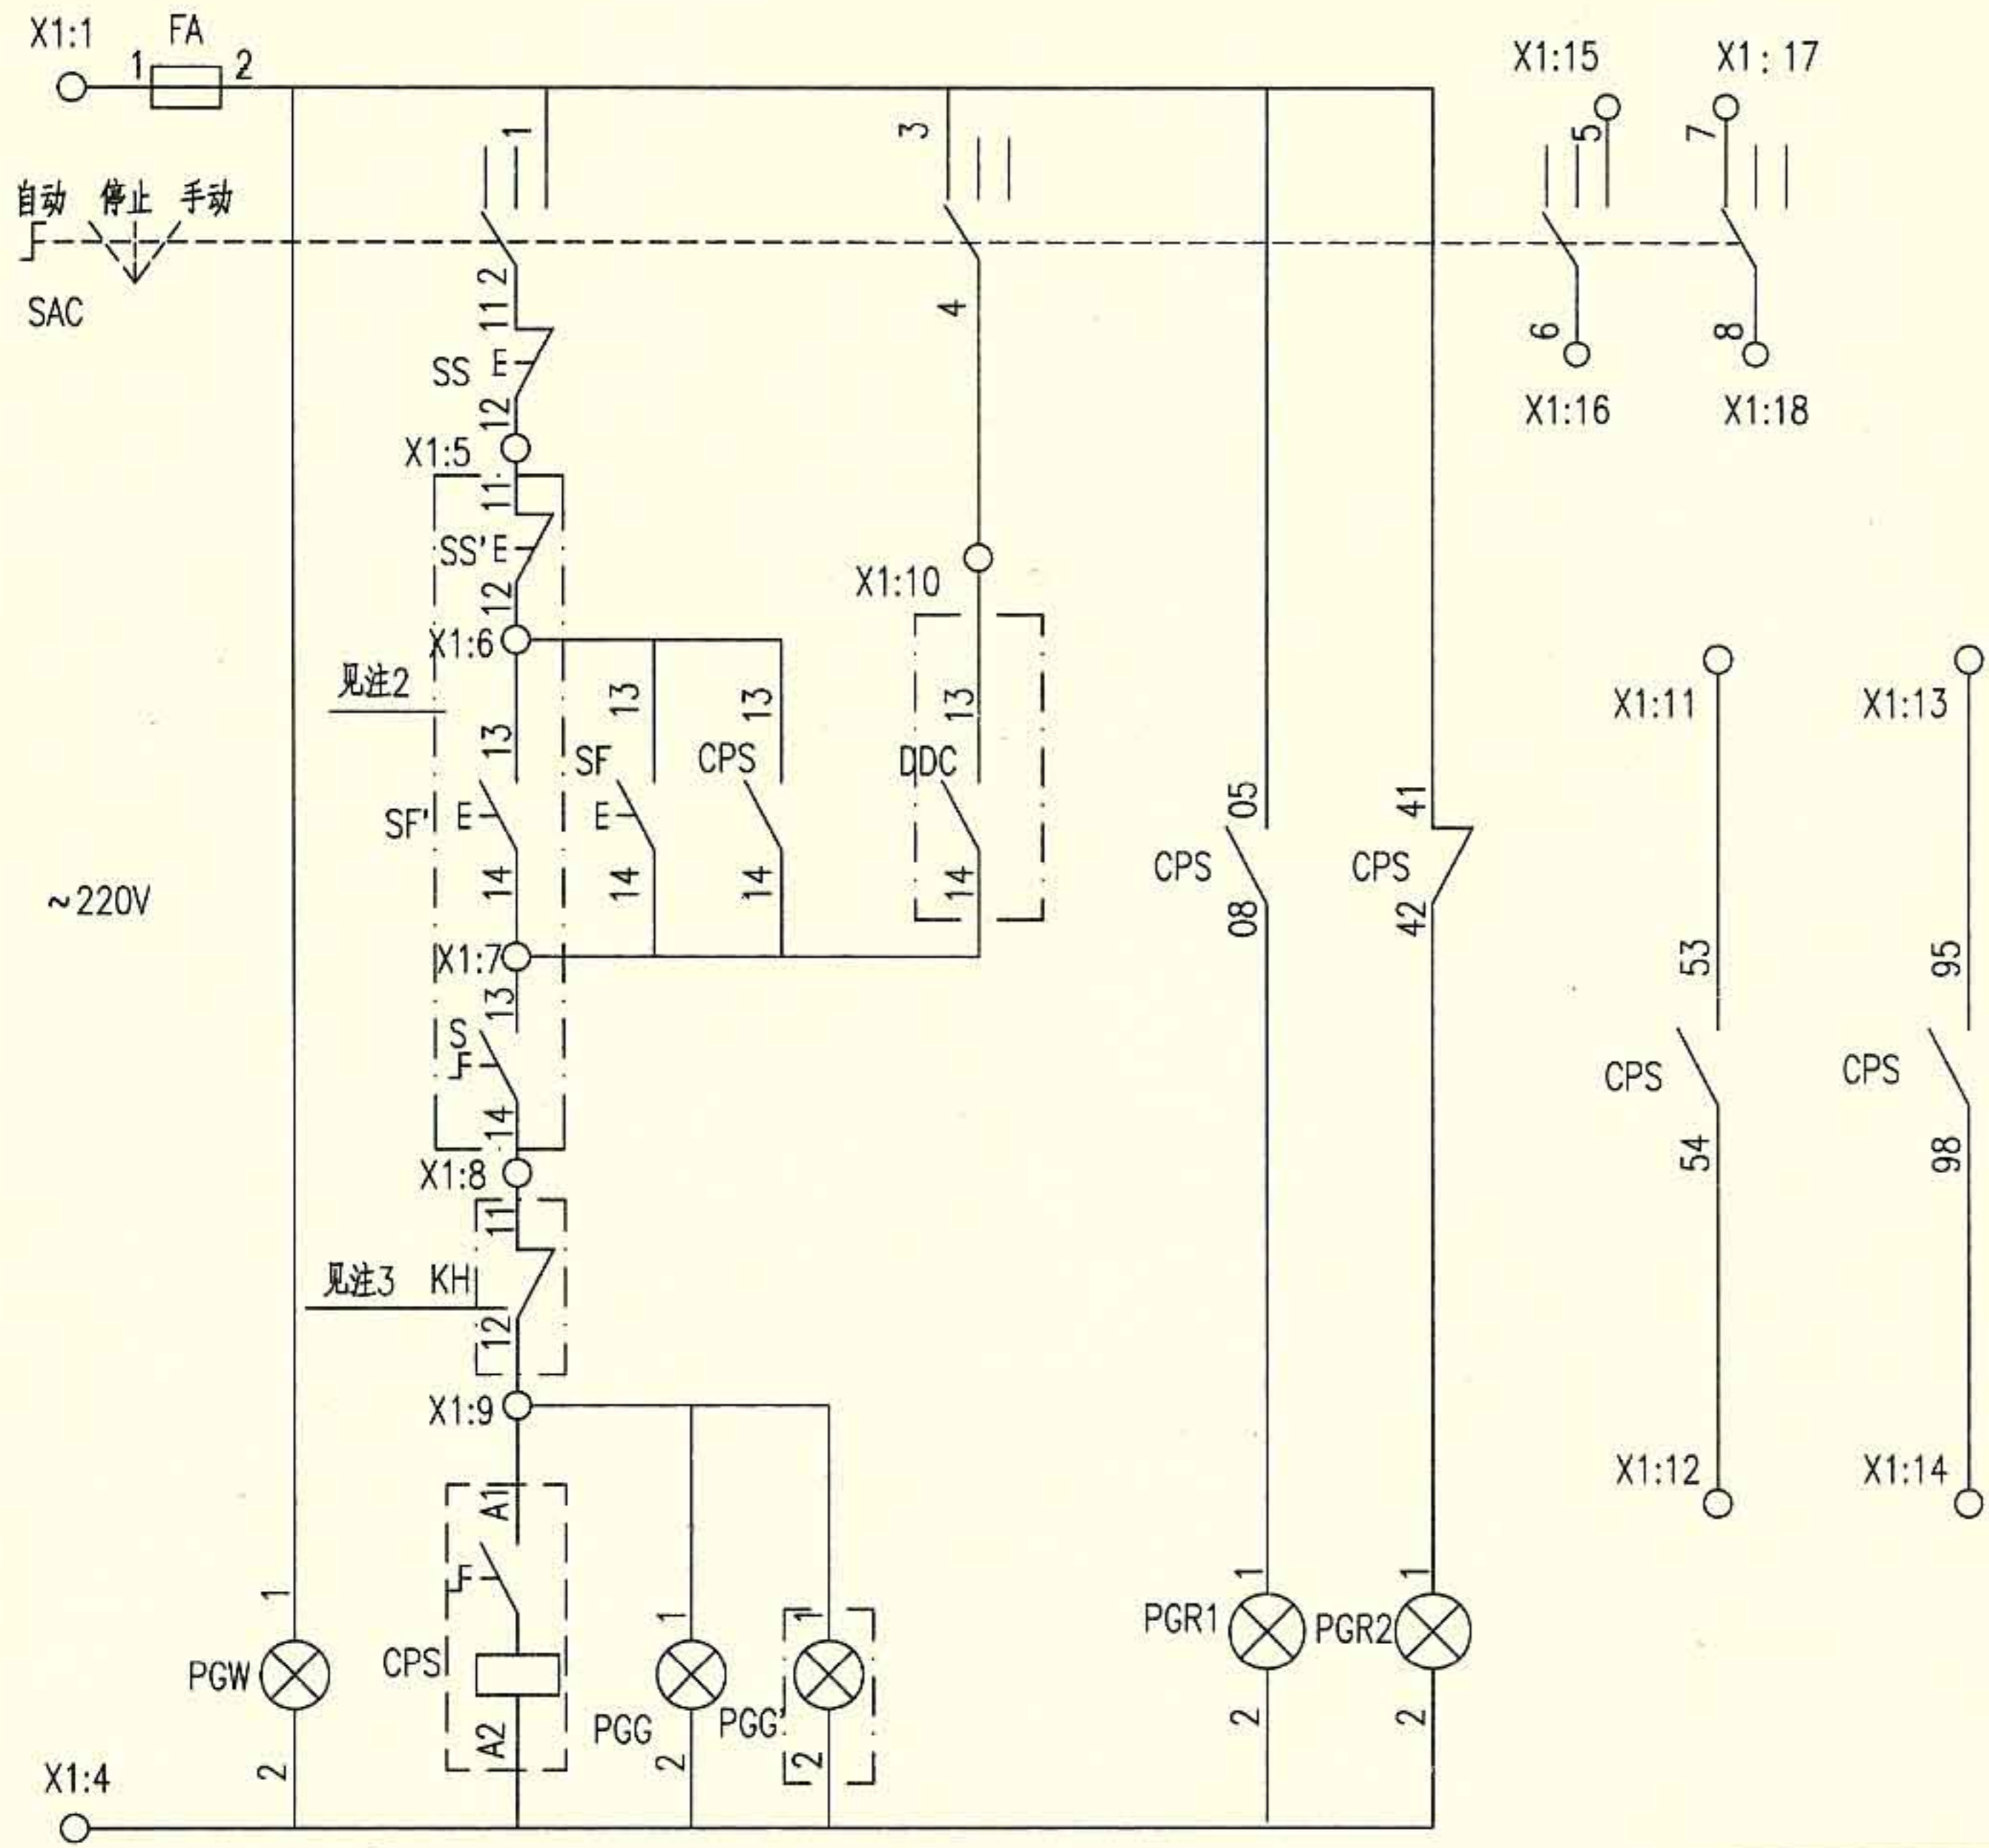 X1:1
FA
1
2
X1:15
X1:17
1
3
5
7
自动 停止 手动
SAC
2
4
6
8
X1:16
X1:18
11
SS E
12
X1:5
11
SS' E
12
X1:10
X1:6
见注2
X1:11
X1:13
13
13
13
13
SF
CPS
DDC
SF' E
E
05
41
CPS
CPS
14
14
14
14
08
42
~220V
X1:7
53
95
13
S
CPS
CPS
14
54
98
X1:8
11
见注3 KH
12
X1:9
X1:12
X1:14
A1
1
1
1
1
1
PGR1
PGR2
PGW
CPS
PGG
PGG'
A2
2
2
2
2
2
X1:4